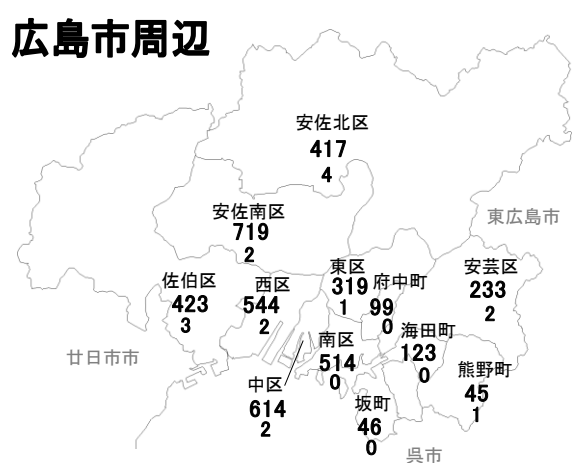 広島市周辺
安佐北区
417
4
安佐南区
719
2
東広島市
佐伯区
423
3
西区
544
2
東区
319
1
府中町
99
0
安芸区
233
2
南区
514
0
海田町
123
0
廿日市市
中区
614
2
熊野町
45
1
坂町
46
0
呉市